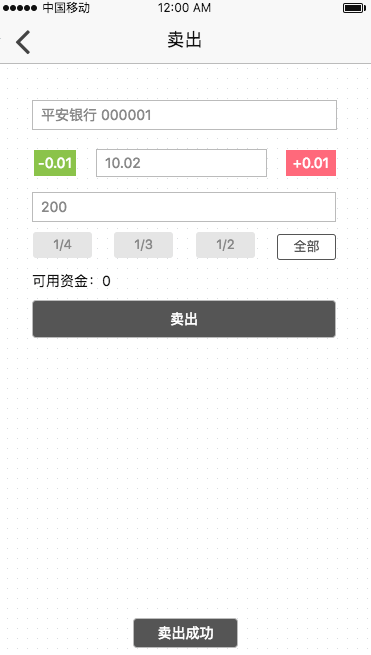 中国移动 12:00 AM
卖出
平安银行 000001
-0.01 10.02 +0.01
200
1/4 1/3 1/2 全部
可用资金：0
卖出
卖出成功